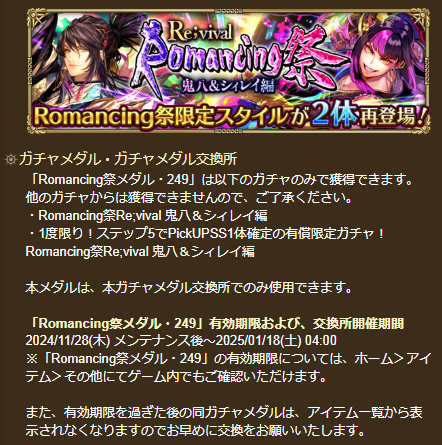 Re;vival
Romancing祭
鬼八&シィレイ編
Romancing祭限定スタイルが2体再登場!
ガチャメダル・ガチャメダル交換所
「Romancing祭メダル・249」は以下のガチャのみで獲得できます。
他のガチャからは獲得できませんので、ご了承ください。
・Romancing祭Re;vival 鬼八&シィレイ編
・1度限り！ステップ5でPickUPSS1体確定の有償限定ガチャ！
Romancing祭Re;vival 鬼八&シィレイ編
本メダルは、本ガチャメダル交換所でのみ使用できます。
「Romancing祭メダル・249」有効期限および、交換所開催期間
2024/11/28(木) メンテナンス後～2025/01/18(土) 04:00
※「Romancing祭メダル・249」の有効期限については、ホーム＞アイ
テム＞その他にてゲーム内でもご確認いただけます。
また、有効期限を過ぎた後の同ガチャメダルは、アイテム一覧から表
示されなくなりますのでお早めに交換をお願いいたします。